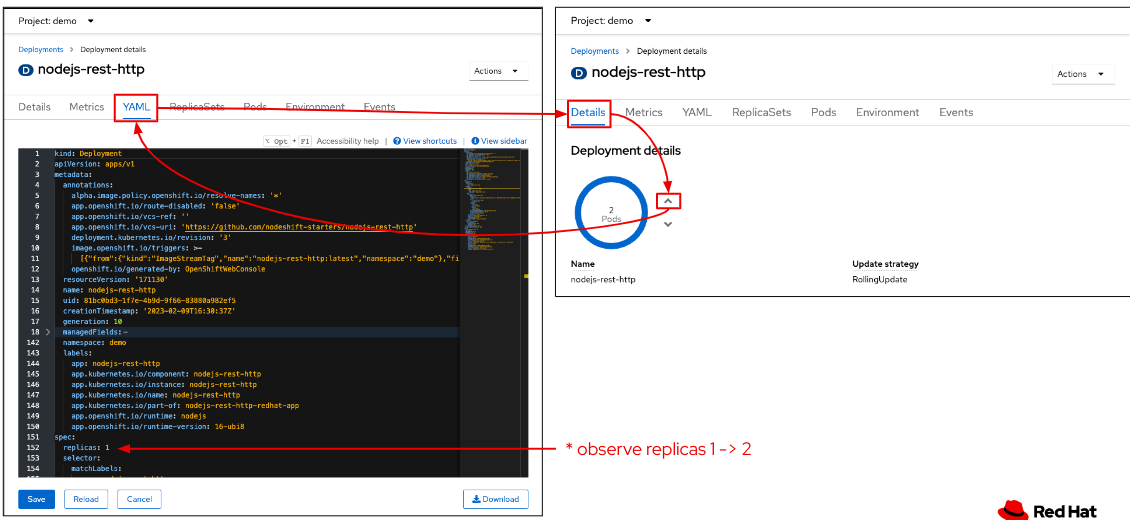 Project: demo
Deployments > Deployment details
D nodejs-rest-http
Actions
Details Metrics YAML ReplicaSets Pods Environment Events
⌥ Opt + F1 Accessibility help | View shortcuts | View sidebar
1 kind: Deployment
2 apiVersion: apps/v1
3 metadata:
4 annotations:
5 alpha.image.policy.openshift.io/resolve-names: '*'
6 app.openshift.io/route-disabled: 'false'
7 app.openshift.io/vcs-ref: ''
8 app.openshift.io/vcs-uri: 'https://github.com/nodeshift-starters/nodejs-rest-http'
9 deployment.kubernetes.io/revision: '3'
10 image.openshift.io/triggers: >-
11 [{"from":{"kind":"ImageStreamTag","name":"nodejs-rest-http:latest","namespace":"demo"},"fi
12 openshift.io/generated-by: OpenShiftWebConsole
13 resourceVersion: '171130'
14 name: nodejs-rest-http
15 uid: 81bc0bd3-1f7e-4b9d-9f66-83880a982ef5
16 creationTimestamp: '2023-02-09T16:30:37Z'
17 generation: 10
18 managedFields:
142 namespace: demo
143 labels:
144 app: nodejs-rest-http
145 app.kubernetes.io/component: nodejs-rest-http
146 app.kubernetes.io/instance: nodejs-rest-http
147 app.kubernetes.io/name: nodejs-rest-http
148 app.kubernetes.io/part-of: nodejs-rest-http-redhat-app
149 app.openshift.io/runtime: nodejs
150 app.openshift.io/runtime-version: 16-ubi8
151 spec:
152 replicas: 1
153 selector:
154 matchLabels:
Save Reload Cancel Download
Project: demo
Deployments > Deployment details
D nodejs-rest-http
Actions
Details Metrics YAML ReplicaSets Pods Environment Events
Deployment details
2
Pods
Name
nodejs-rest-http
Update strategy
RollingUpdate
* observe replicas 1 -> 2
Red Hat